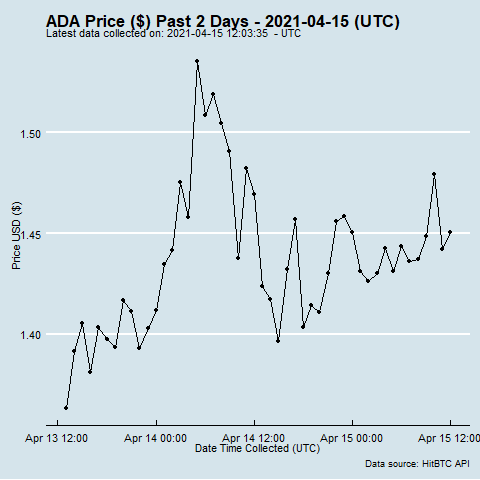 ADA Price ($) Past 2 Days - 2021-04-15 (UTC)
Latest data collected on: 2021-04-15 12:03:35 - UTC
Price USD ($)
1.50
1.45
1.40
Apr 13 12:00 Apr 14 00:00 Apr 14 12:00 Apr 15 00:00 Apr 15 12:00
Date Time Collected (UTC)
Data source: HitBTC API